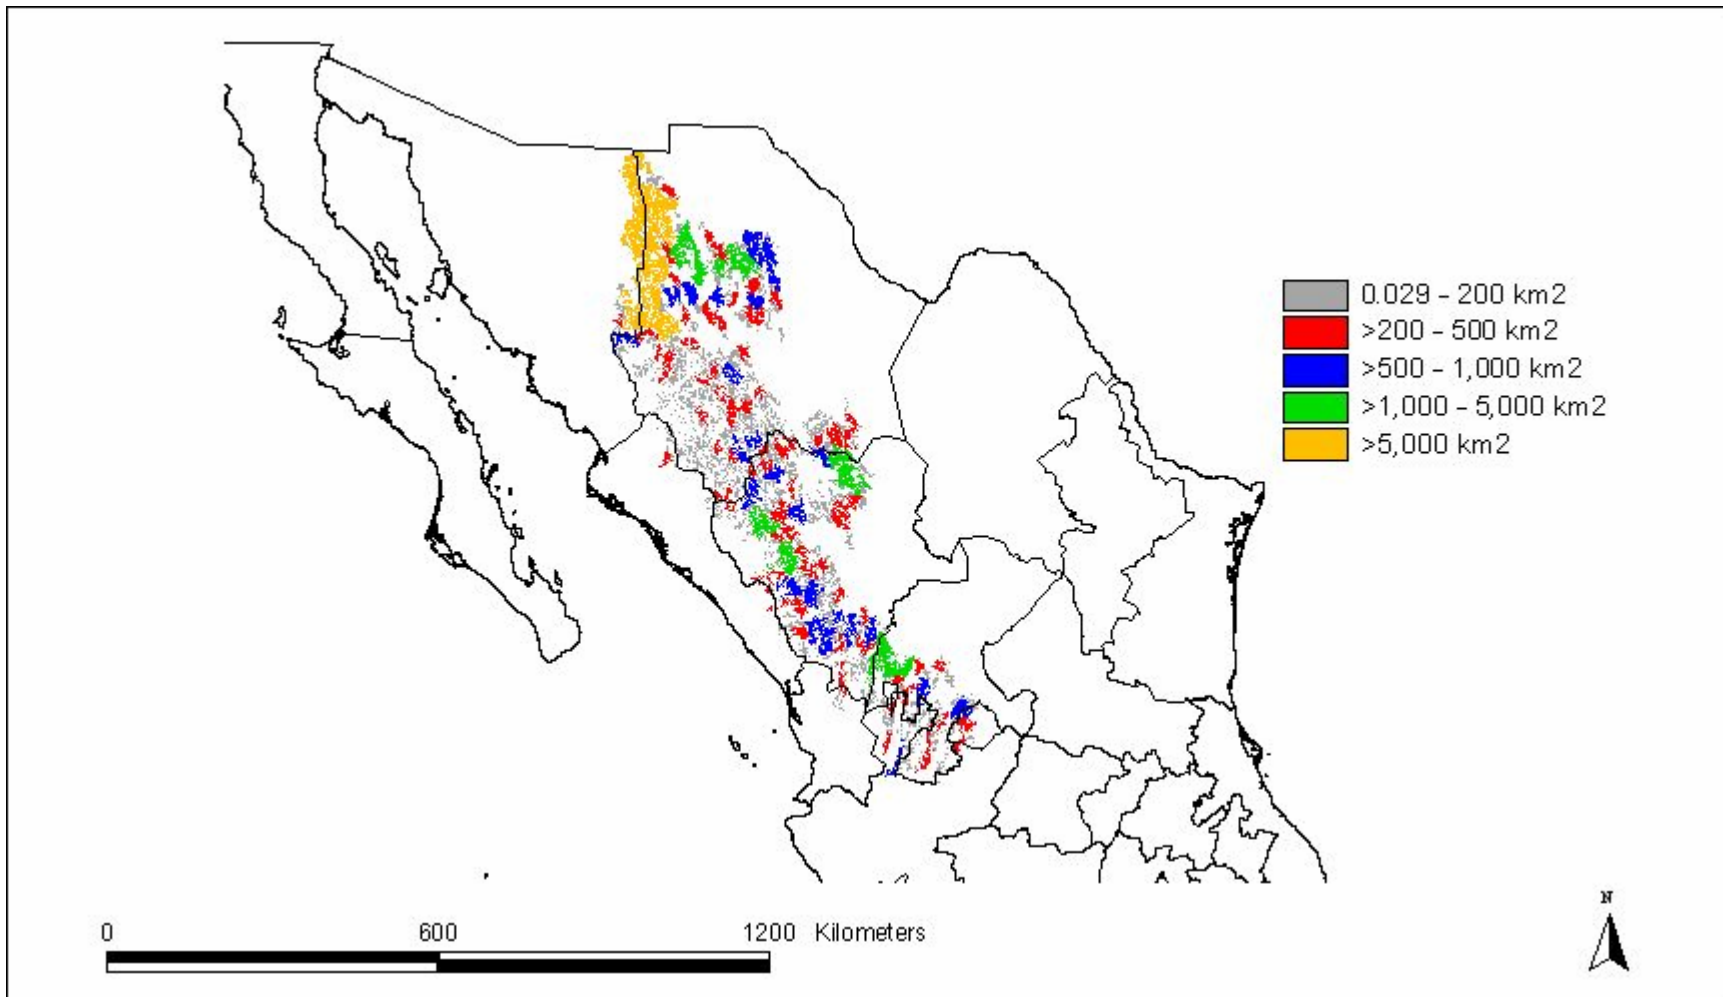 0.029 - 200 km2
>200 - 500 km2
>500 - 1,000 km2
>1,000 - 5,000 km2
>5,000 km2
N
0 600 1200 Kilometers